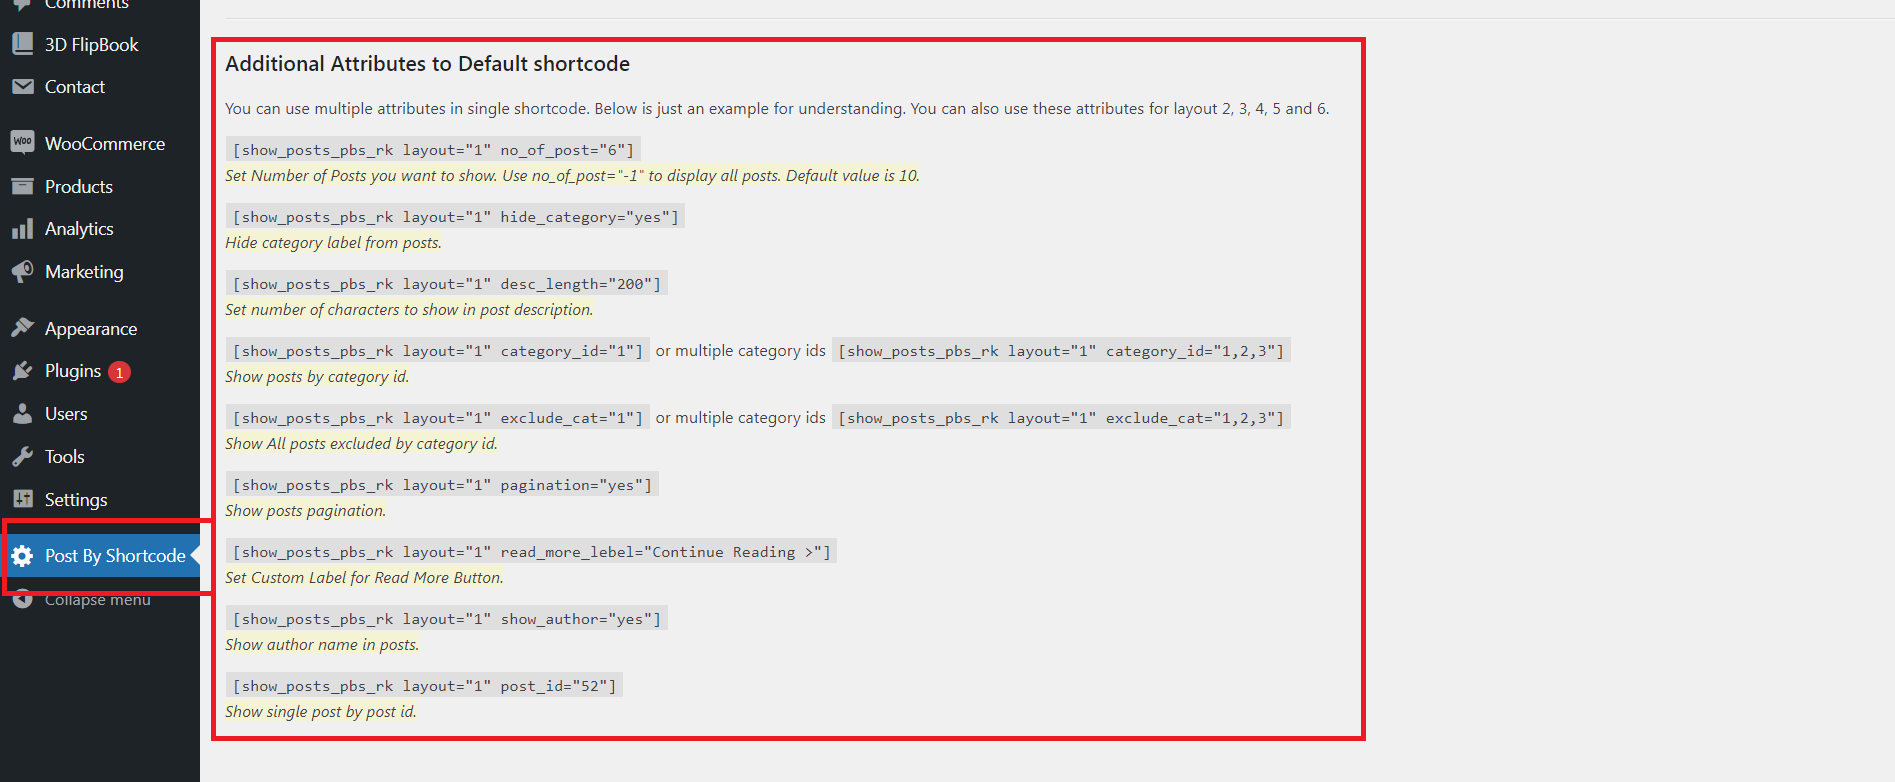 Comments
3D FlipBook
Contact
WOO WooCommerce
Products
Analytics
Marketing
Appearance
Plugins 1
Users
Tools
Settings
Post By Shortcode
Collapse menu
Additional Attributes to Default shortcode
You can use multiple attributes in single shortcode. Below is just an example for understanding. You can also use these attributes for layout 2, 3, 4, 5 and 6.
[show_posts_pbs_rk layout="1" no_of_post="6"]
Set Number of Posts you want to show. Use no_of_post="-1" to display all posts. Default value is 10.
[show_posts_pbs_rk layout="1" hide_category="yes"]
Hide category label from posts.
[show_posts_pbs_rk layout="1" desc_length="200"]
Set number of characters to show in post description.
[show_posts_pbs_rk layout="1" category_id="1"] or multiple category ids [show_posts_pbs_rk layout="1" category_id="1,2,3"]
Show posts by category id.
[show_posts_pbs_rk layout="1" exclude_cat="1"] or multiple category ids [show_posts_pbs_rk layout="1" exclude_cat="1,2,3"]
Show All posts excluded by category id.
[show_posts_pbs_rk layout="1" pagination="yes"]
Show posts pagination.
[show_posts_pbs_rk layout="1" read_more_lebel="Continue Reading >"]
Set Custom Label for Read More Button.
[show_posts_pbs_rk layout="1" show_author="yes"]
Show author name in posts.
[show_posts_pbs_rk layout="1" post_id="52"]
Show single post by post id.